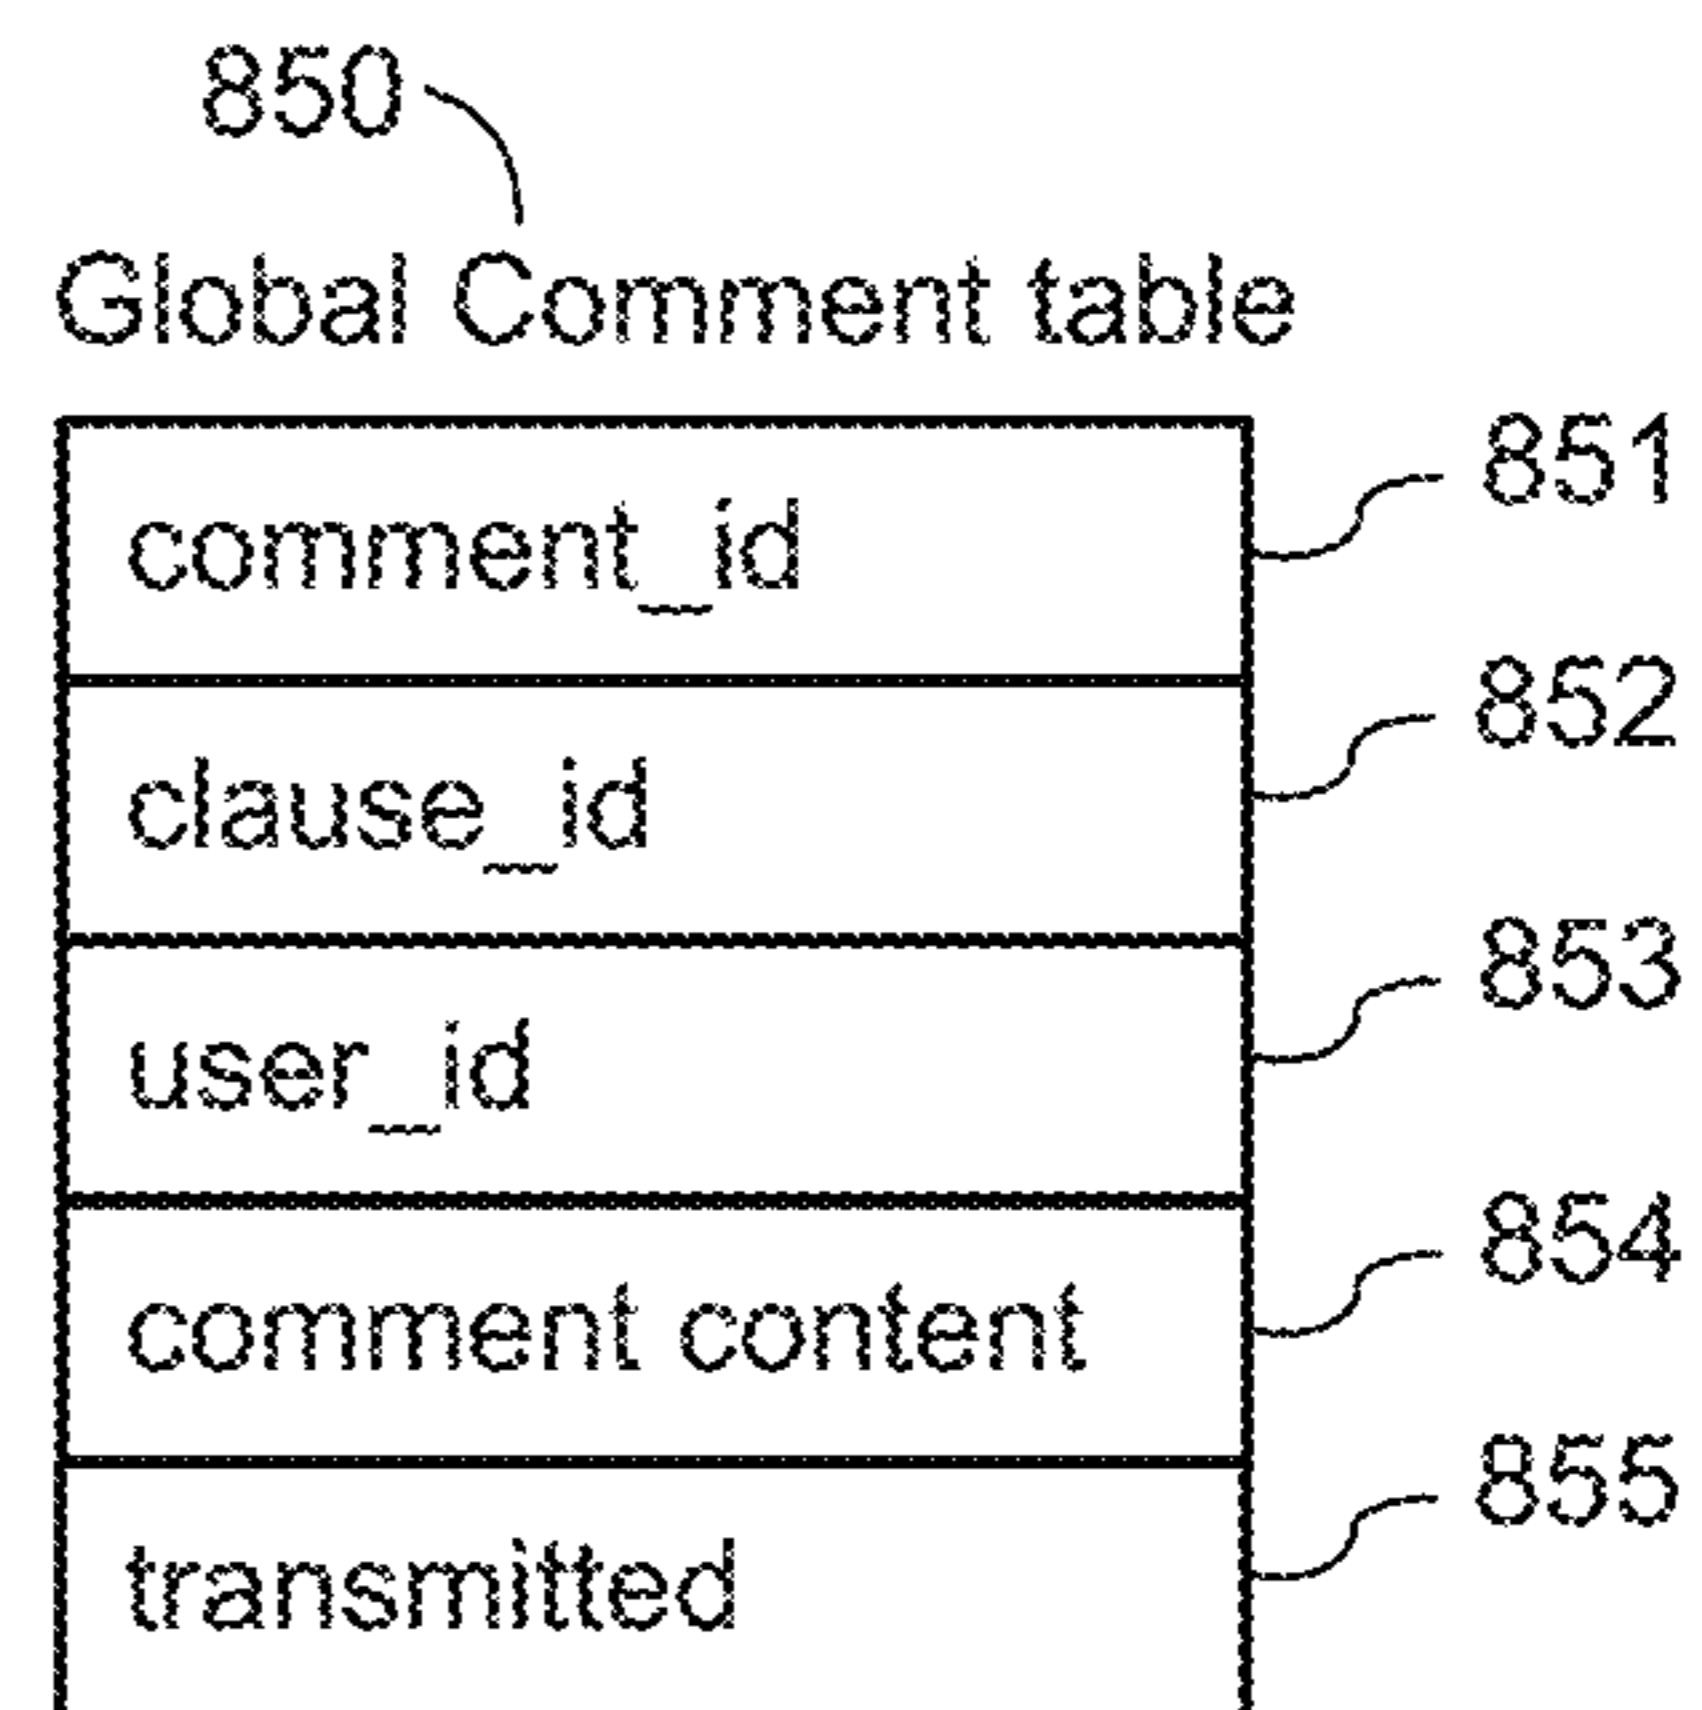 850
Global Comment table
comment_id 851
clause_id 852
user_id 853
comment content 854
transmitted 855